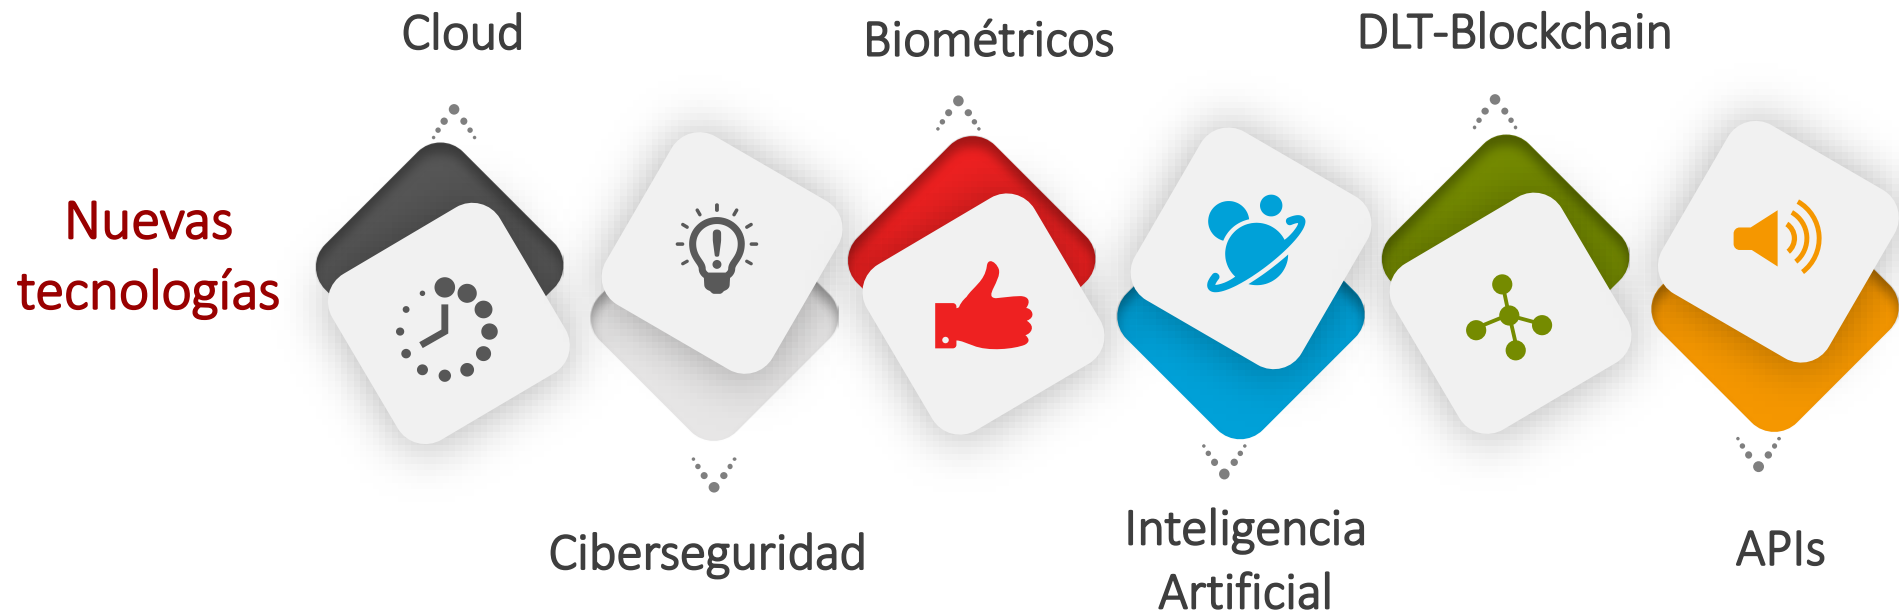 Nuevas
tecnologías
Cloud
Ciberseguridad
Biométricos
Inteligencia
Artificial
DLT-Blockchain
APIs